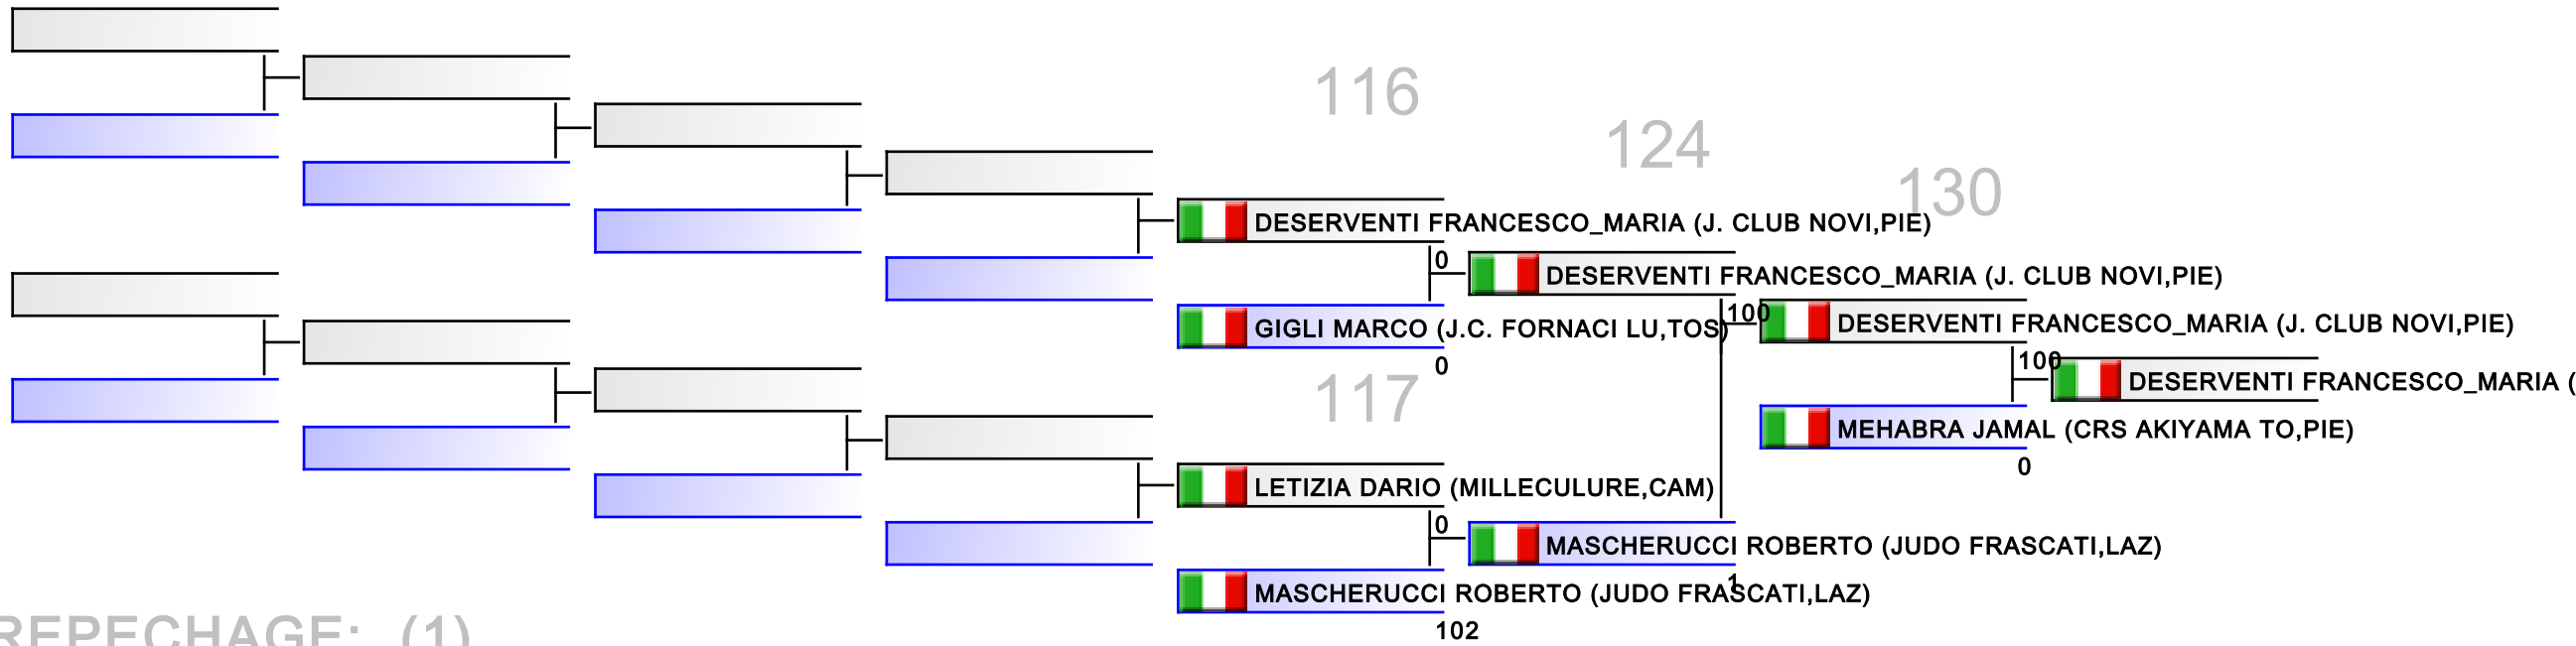 116
124
130
DESERVENTI FRANCESCO_MARIA (J. CLUB NOVI,PIE)
0
DESERVENTI FRANCESCO_MARIA (J. CLUB NOVI,PIE)
GIGLI MARCO (J.C. FORNACI LU,TOS)
100
DESERVENTI FRANCESCO_MARIA (J. CLUB NOVI,PIE)
0
100
DESERVENTI FRANCESCO_MARIA (
117
MEHABRA JAMAL (CRS AKIYAMA TO,PIE)
0
LETIZIA DARIO (MILLECULURE,CAM)
0
MASCHERUCCI ROBERTO (JUDO FRASCATI,LAZ)
1
MASCHERUCCI ROBERTO (JUDO FRASCATI,LAZ)
102
REPECHAGE: (1)